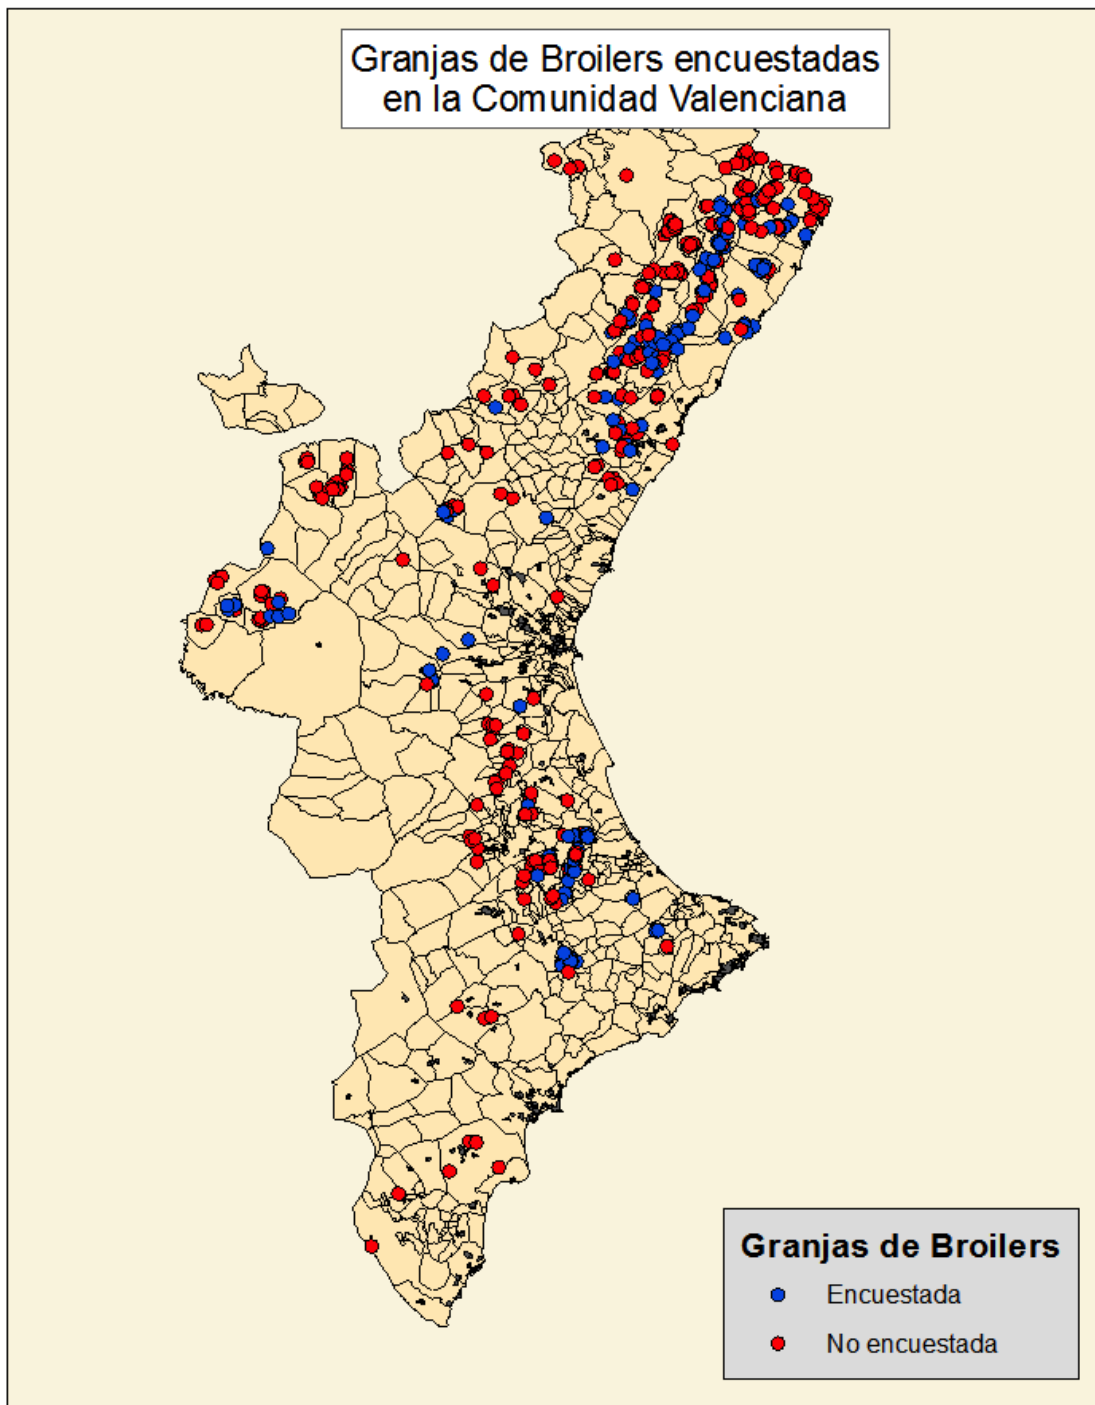 Granjas de Broilers encuestadas
en la Comunidad Valenciana
Granjas de Broilers
Encuestada
No encuestada